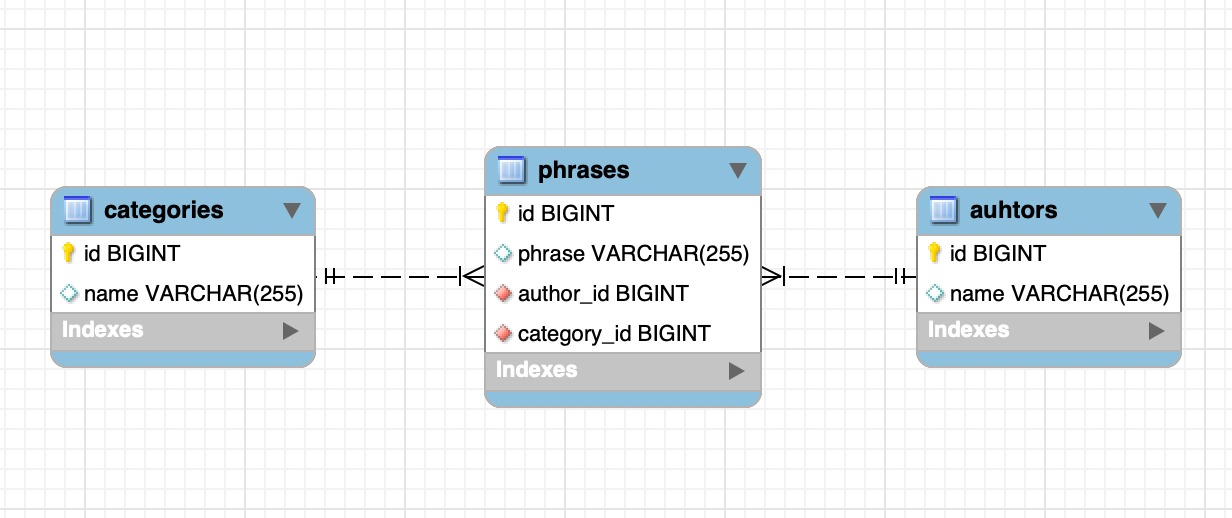 categories
id BIGINT
name VARCHAR(255)
Indexes
phrases
id BIGINT
phrase VARCHAR(255)
author_id BIGINT
category_id BIGINT
Indexes
auhtors
id BIGINT
name VARCHAR(255)
Indexes